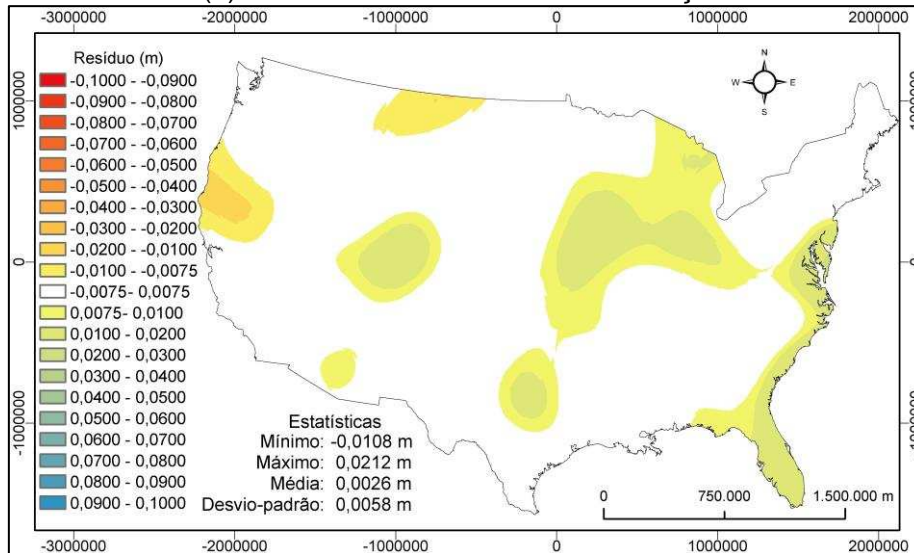 -3000000 -2000000 -1000000 0 1000000 2000000
Resíduo (m)
-0,1000 - -0,0900
-0,0900 - -0,0800
-0,0800 - -0,0700
-0,0700 - -0,0600
-0,0600 - -0,0500
-0,0500 - -0,0400
-0,0400 - -0,0300
-0,0300 - -0,0200
-0,0200 - -0,0100
-0,0100 - -0,0075
-0,0075- 0,0075
0,0075- 0,0100
0,0100 - 0,0200
0,0200 - 0,0300
0,0300 - 0,0400
0,0400 - 0,0500
0,0500 - 0,0600
0,0600 - 0,0700
0,0700 - 0,0800
0,0800 - 0,0900
0,0900 - 0,1000
N
W E
S
1000000
0
-1000000
Estatísticas
Mínimo: -0,0108 m
Máximo: 0,0212 m
Média: 0,0026 m
Desvio-padrão: 0,0058 m
0 750.000 1.500.000 m
0
-3000000 -2000000 -1000000 0 1000000 2000000